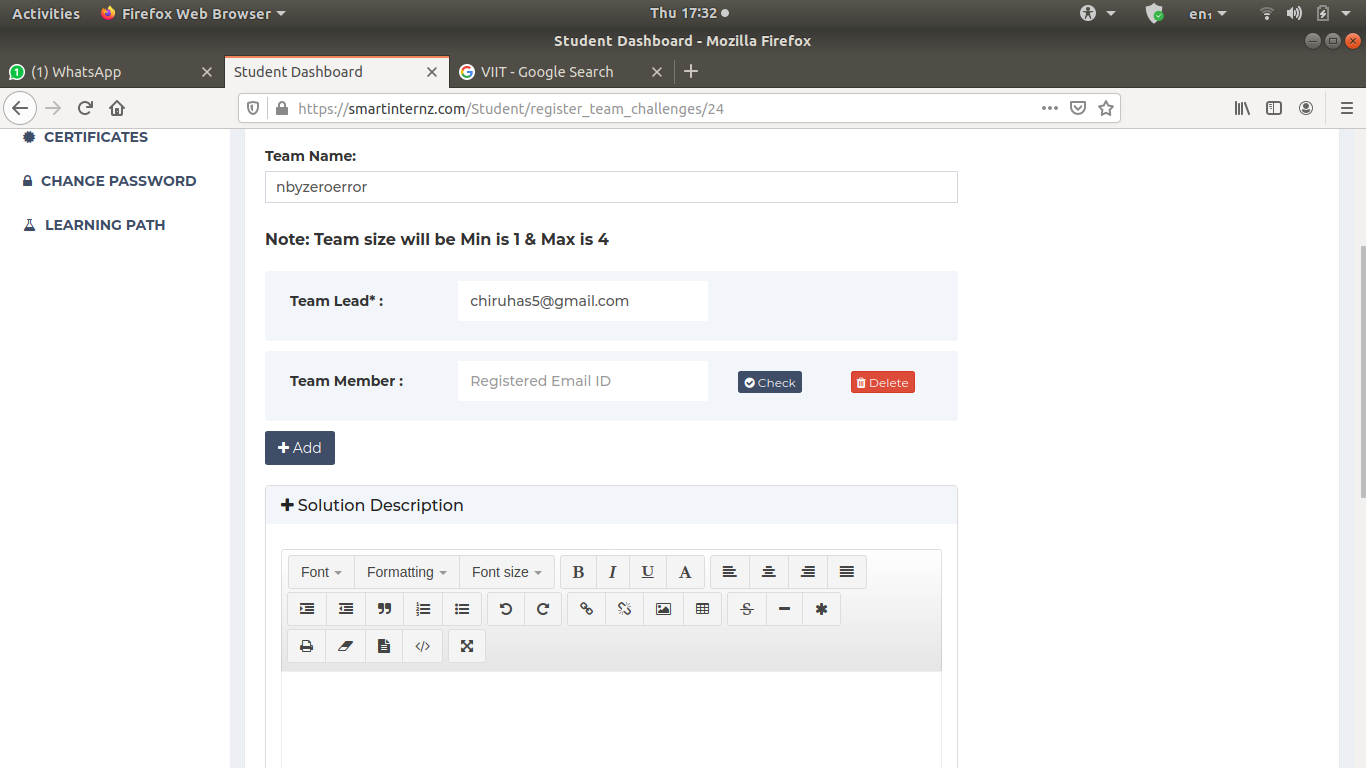 Activities Firefox Web Browser Thu 17:32 en₁
Student Dashboard - Mozilla Firefox
(1) WhatsApp Student Dashboard VIIT - Google Search
https://smartinternz.com/Student/register_team_challenges/24
CERTIFICATES
CHANGE PASSWORD
LEARNING PATH
Team Name:
nbyzeroerror
Note: Team size will be Min is 1 & Max is 4
Team Lead* : chiruhas5@gmail.com
Team Member : Registered Email ID Check Delete
Add
Solution Description
Font Formatting Font size B I U A
S